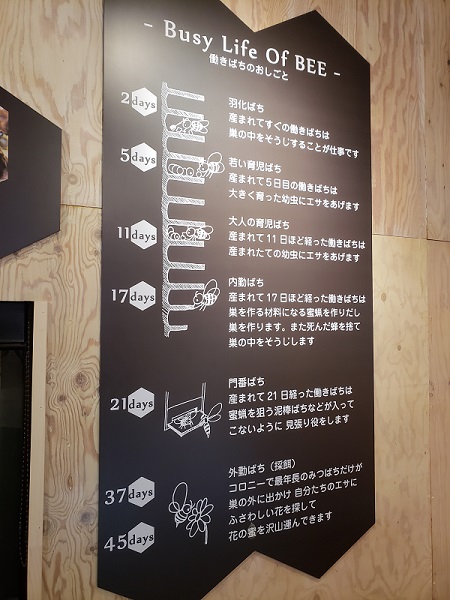 - Busy Life Of BEE -
働きばちのおしごと
2days
羽化ばち
産まれてすぐの働きばちは
巣の中をそうじすることが仕事です
5days
若い育児ばち
産まれて5日目の働きばちは
大きく育った幼虫にエサをあげます
11days
大人の育児ばち
産まれて11日ほど経った働きばちは
産まれたての幼虫にエサをあげます
17days
内勤ばち
産まれて17日ほど経った働きばちは
巣を作る材料になる蜜蝋を作りだし
巣を作ります。また死んだ蜂を捨て
巣の中をそうじします
21days
門番ばち
産まれて21日経った働きばちは
蜜蝋を狙う泥棒ばちなどが入って
こないように 見張り役をします
37days
45days
外勤ばち（採餌）
コロニーで最年長のみつばちだけが
巣の外に出かけ 自分たちのエサに
ふさわしい花を探して
花の蜜を沢山運んできます